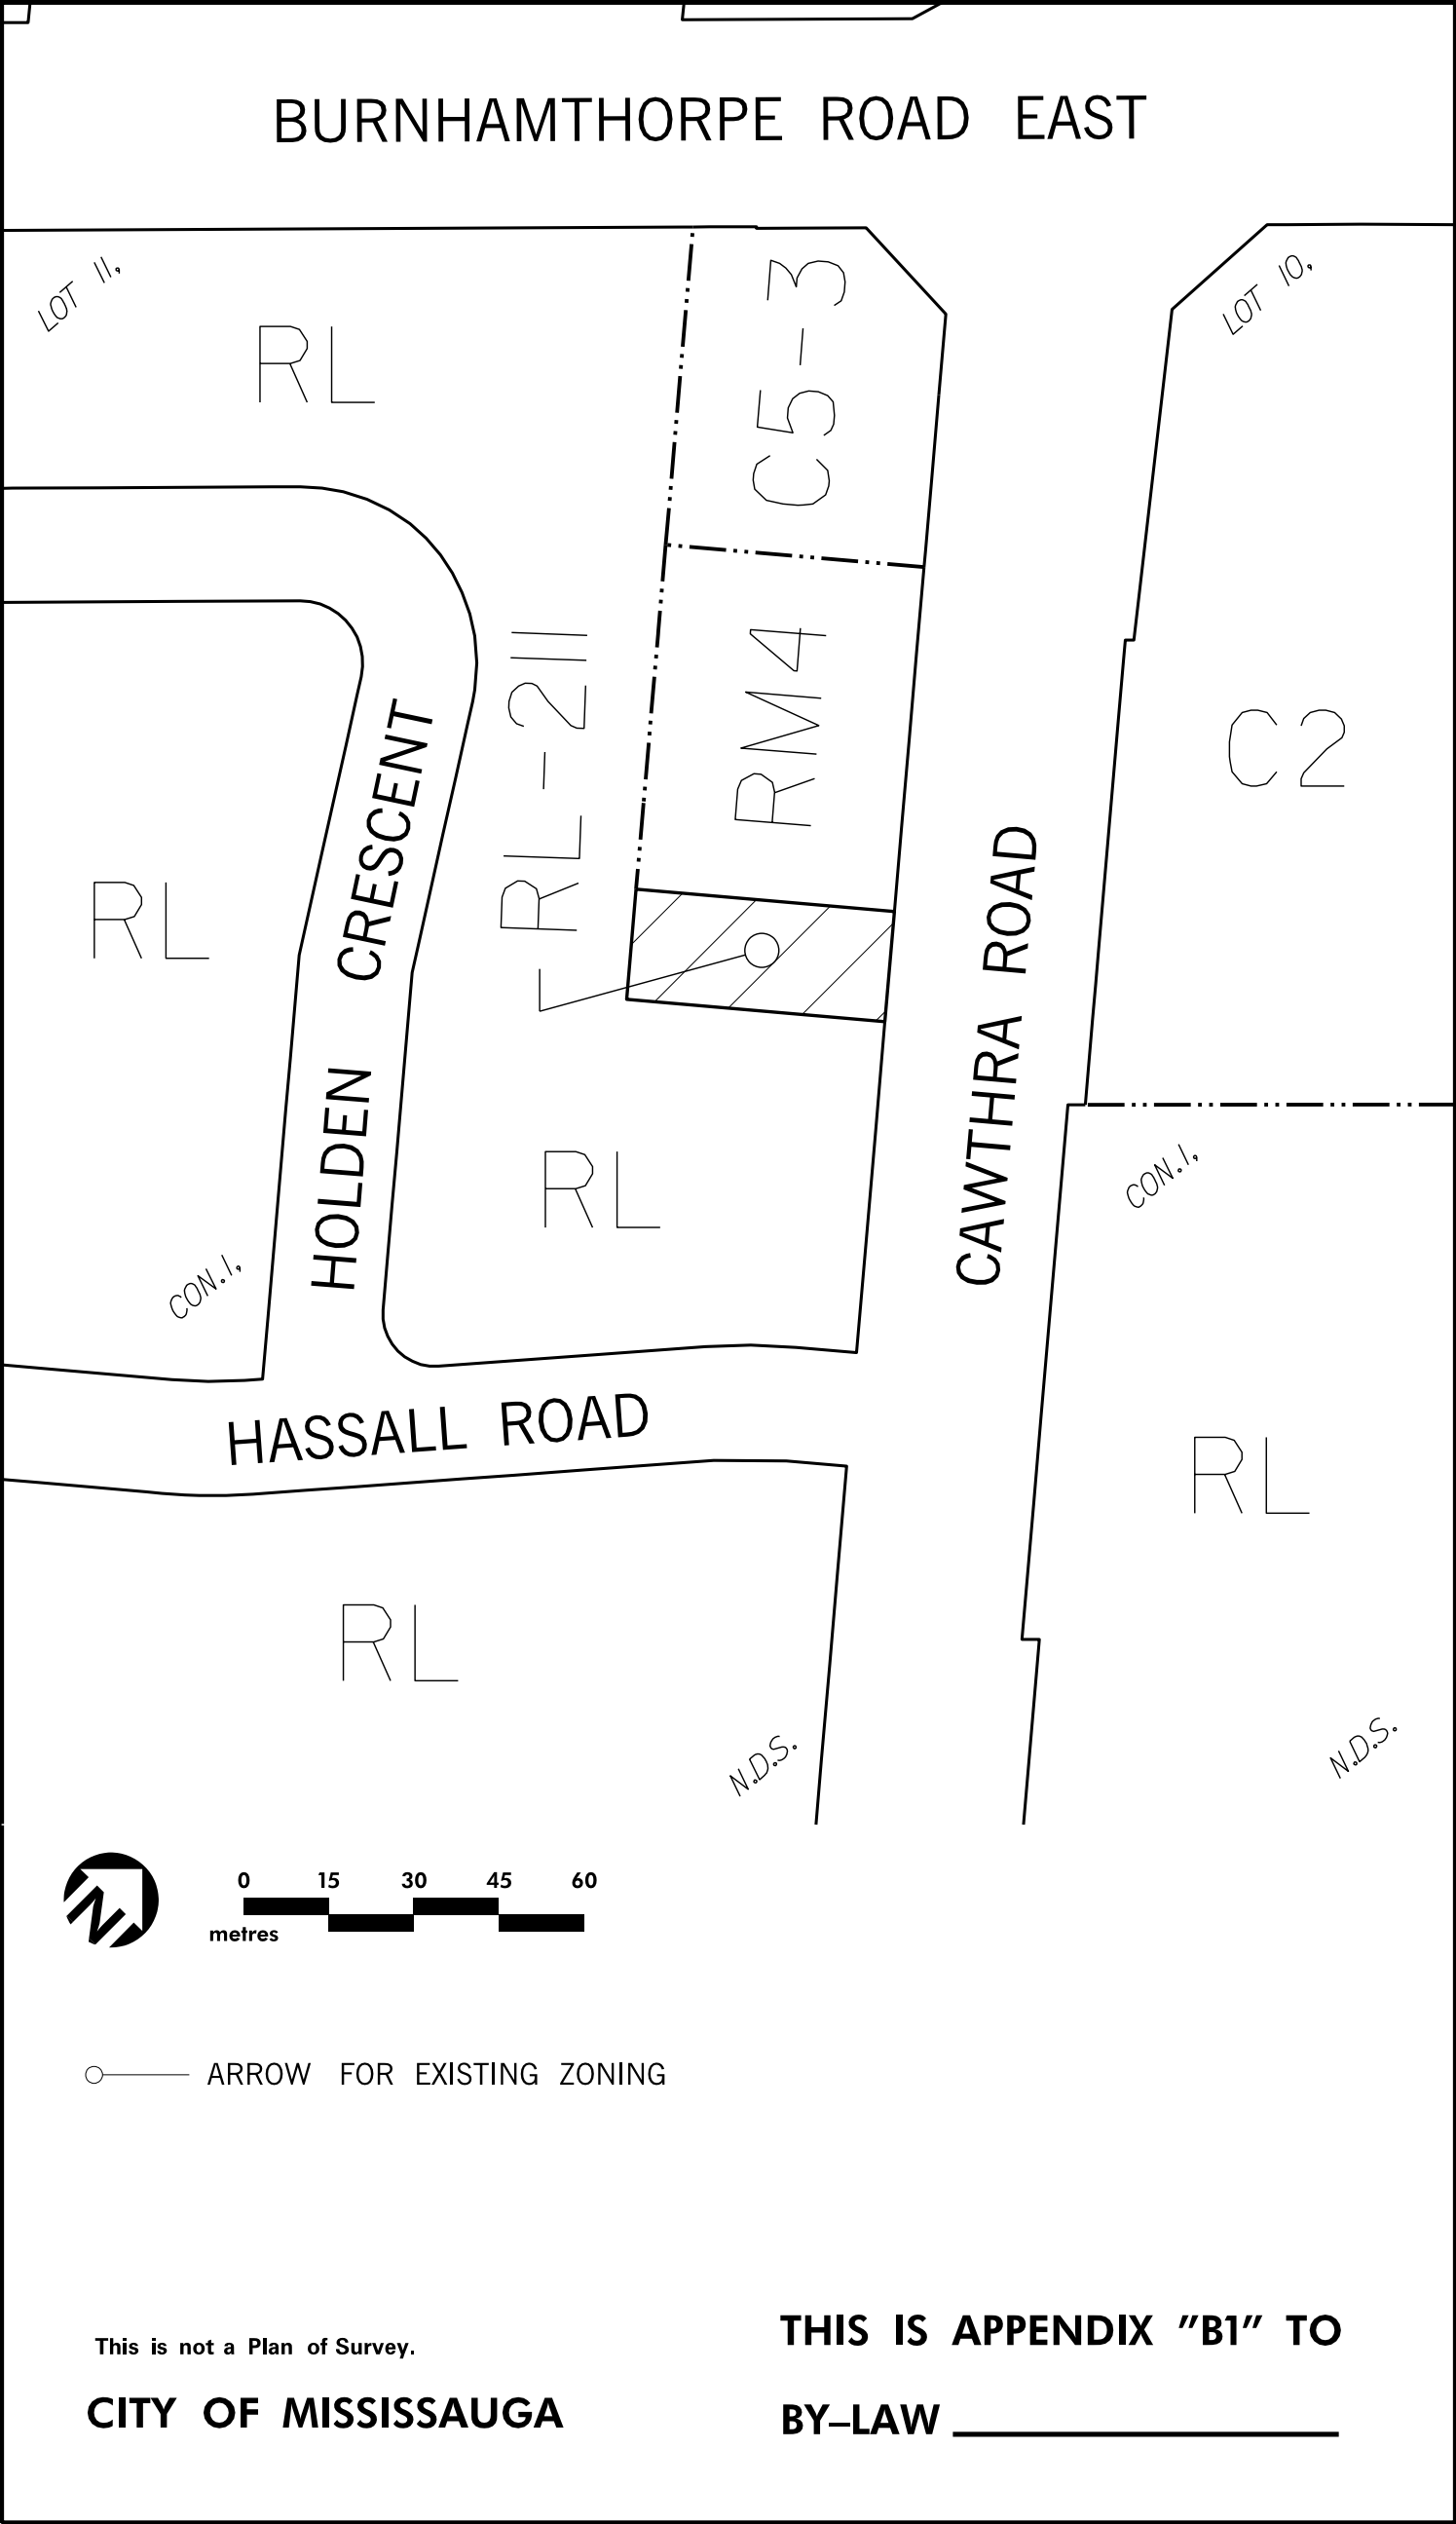 BURNHAMTHORPE ROAD EAST
LOT 11,
LOT 10,
RL
C5-3
RL-211
RM4
C2
RL
HOLDEN CRESCENT
CAWTHRA ROAD
RL
CON.1,
CON.1,
HASSALL ROAD
RL
RL
N.D.S.
N.D.S.
N
0 15 30 45 60
metres
ARROW FOR EXISTING ZONING
This is not a Plan of Survey.
CITY OF MISSISSAUGA
THIS IS APPENDIX "B1" TO
BY-LAW